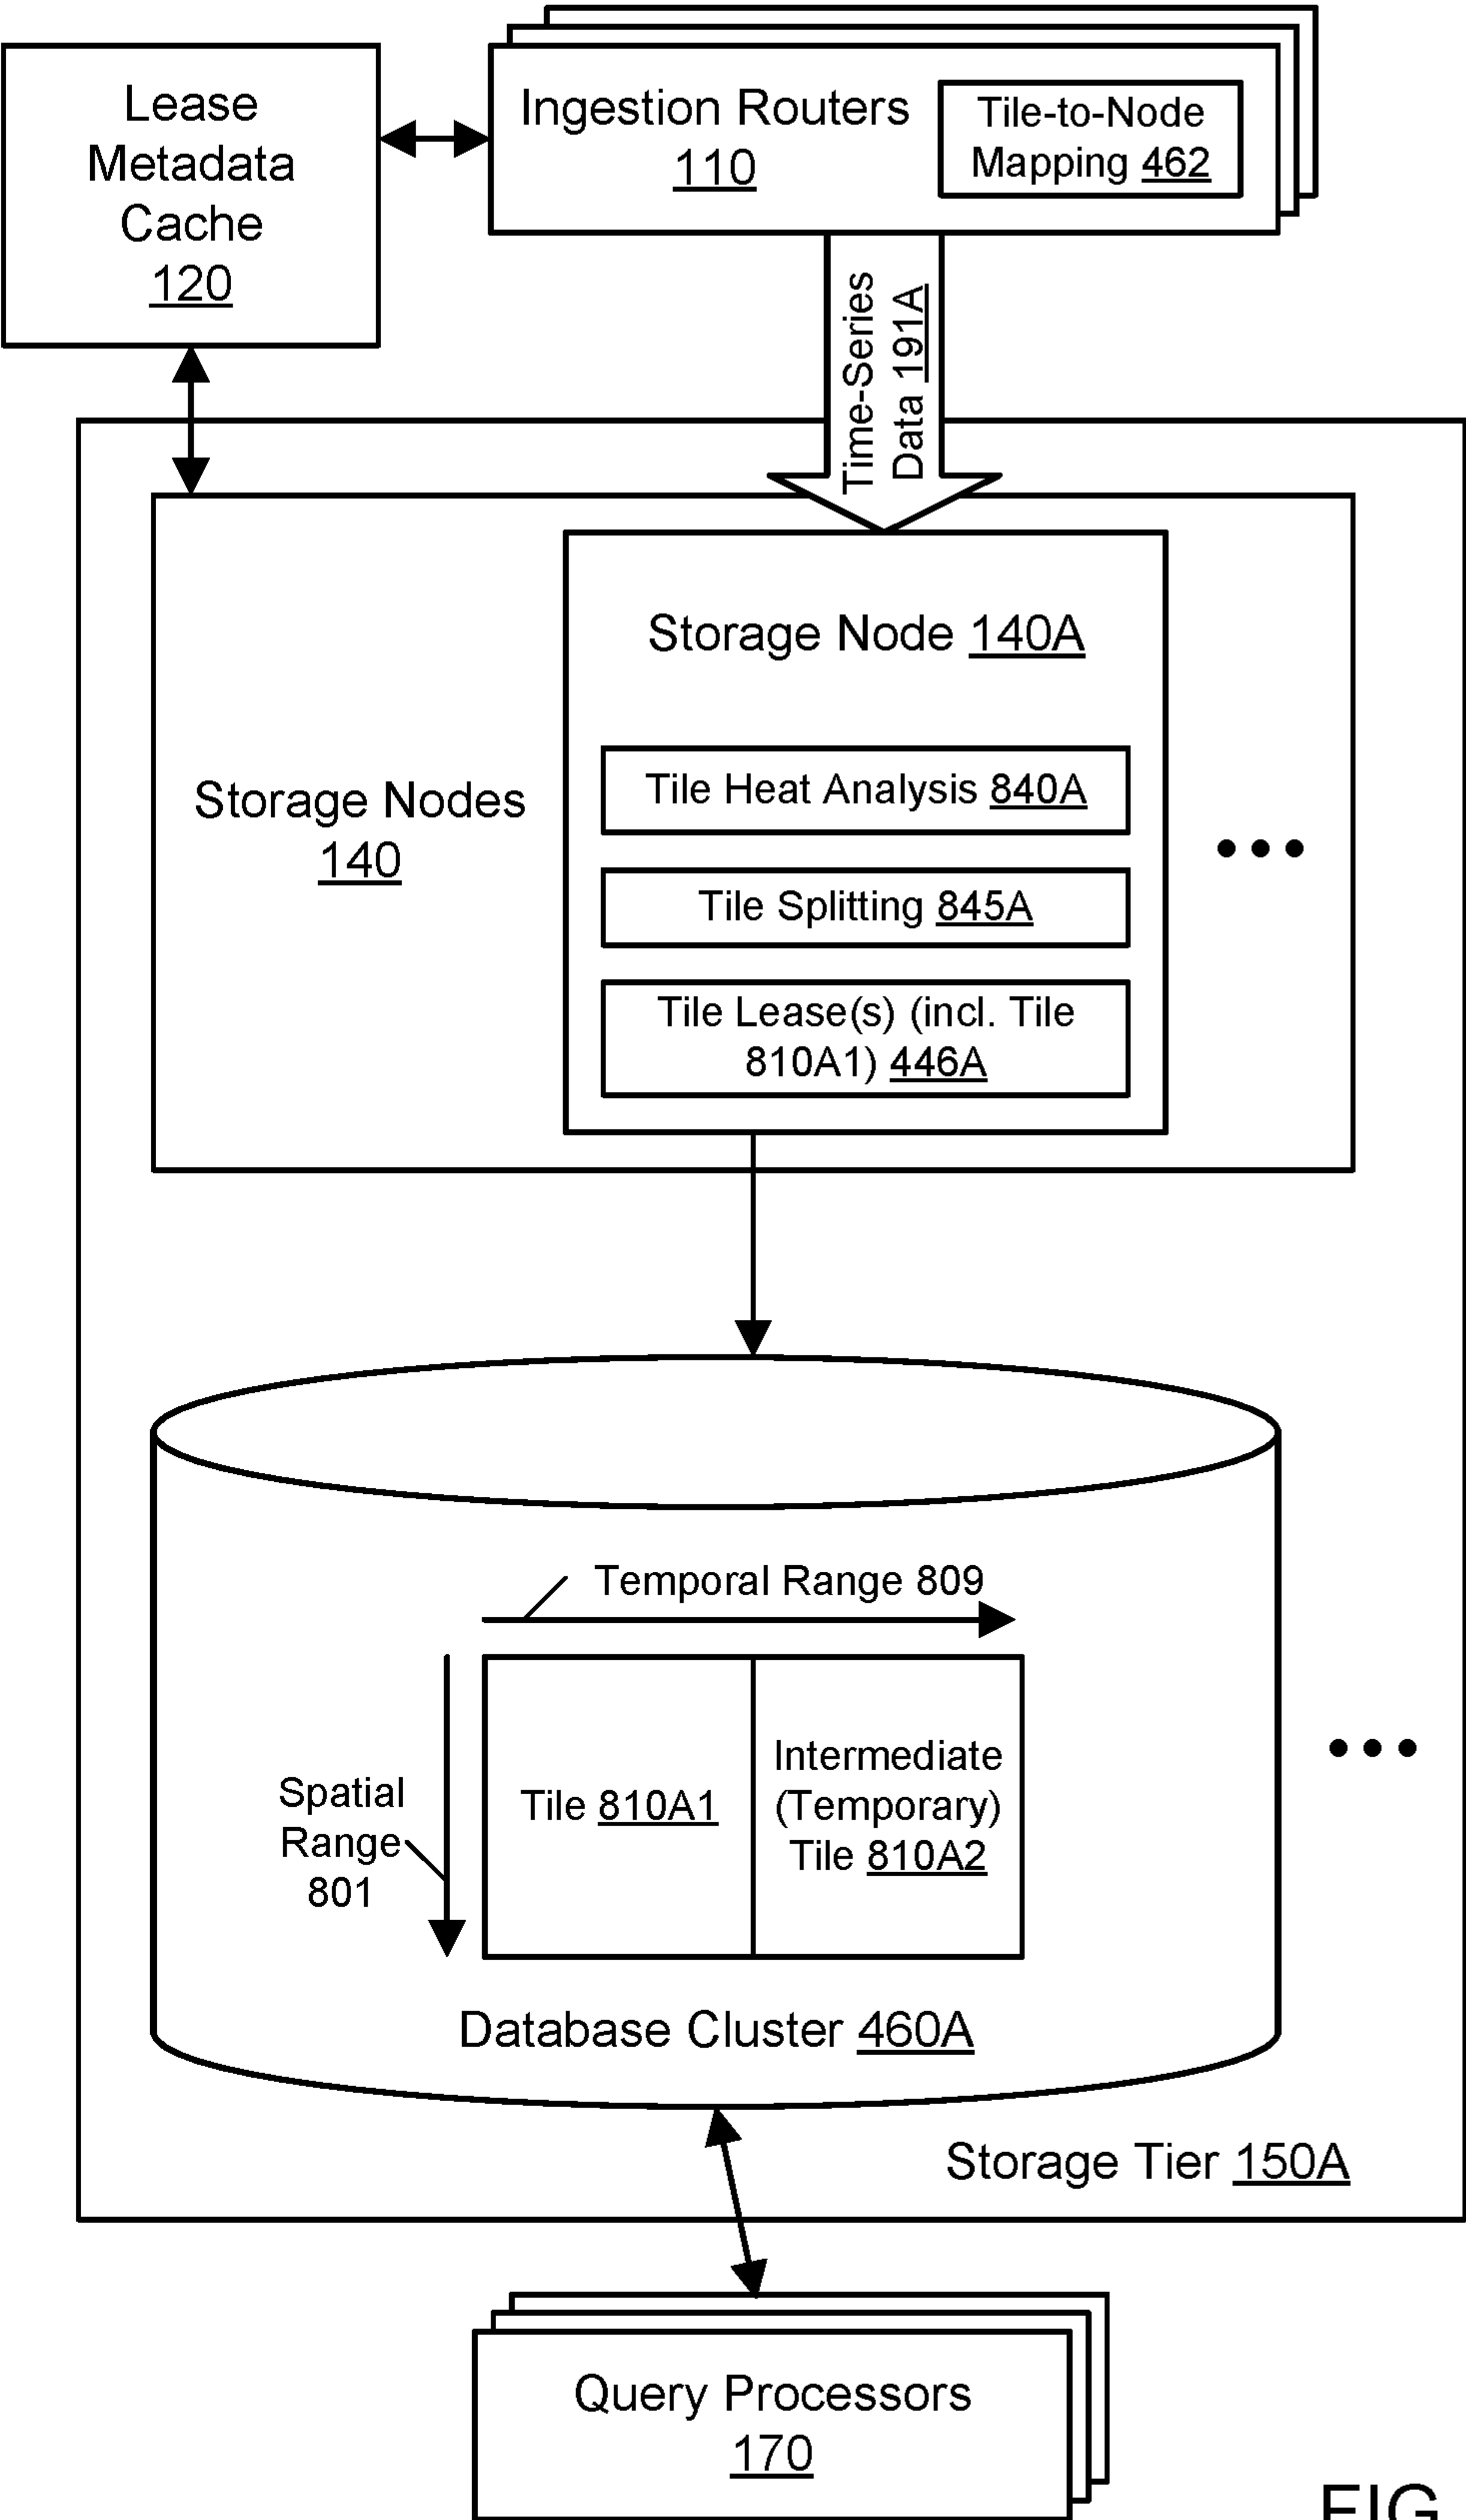 Lease
Metadata
Cache
120
Ingestion Routers
110
Tile-to-Node
Mapping 462
Time-Series
Data 191A
Storage Node 140A
Tile Heat Analysis 840A
Tile Splitting 845A
Tile Lease(s) (incl. Tile
810A1) 446A
Storage Nodes
140
Temporal Range 809
Spatial
Range
801
Tile 810A1
Intermediate
(Temporary)
Tile 810A2
Database Cluster 460A
Storage Tier 150A
Query Processors
170
FIG